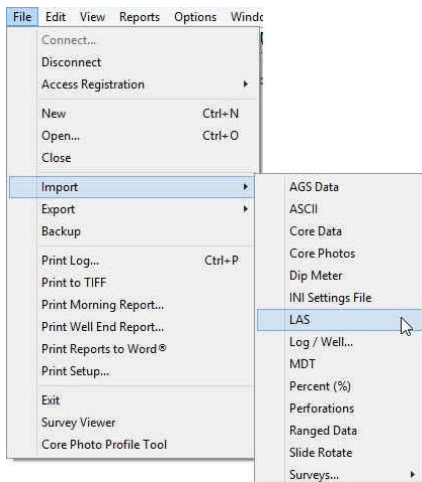 File Edit View Reports Options
Connect...
Disconnect
Access Registration
New Ctrl+N
Open... Ctrl+O
Close
Import
Export
Backup
Print Log... Ctrl+P
Print to TIFF
Print Morning Report...
Print Well End Report...
Print Reports to Word®
Print Setup...
Exit
Survey Viewer
Core Photo Profile Tool
AGS Data
ASCII
Core Data
Core Photos
Dip Meter
INI Settings File
LAS
Log / Well...
MDT
Percent (%)
Perforations
Ranged Data
Slide Rotate
Surveys...